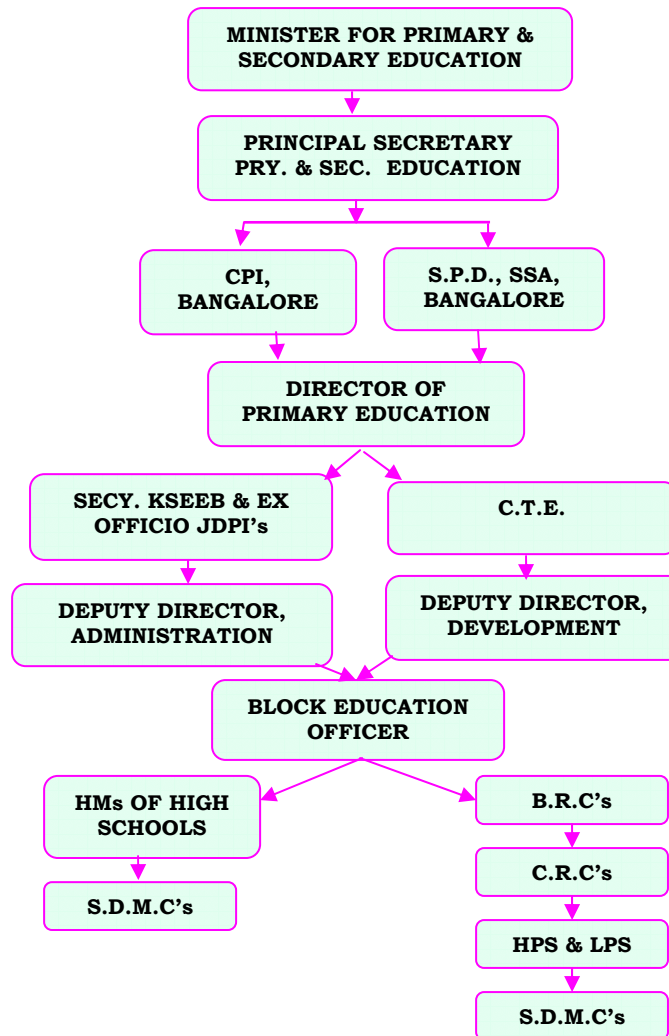 MINISTER FOR PRIMARY &
SECONDARY EDUCATION
PRINCIPAL SECRETARY
PRY. & SEC. EDUCATION
CPI,
BANGALORE
S.P.D., SSA,
BANGALORE
DIRECTOR OF
PRIMARY EDUCATION
SECY. KSEEB & EX
OFFICIO JDPI's
C.T.E.
DEPUTY DIRECTOR,
ADMINISTRATION
DEPUTY DIRECTOR,
DEVELOPMENT
BLOCK EDUCATION
OFFICER
HMs OF HIGH
SCHOOLS
B.R.C's
C.R.C's
S.D.M.C's
HPS & LPS
S.D.M.C's